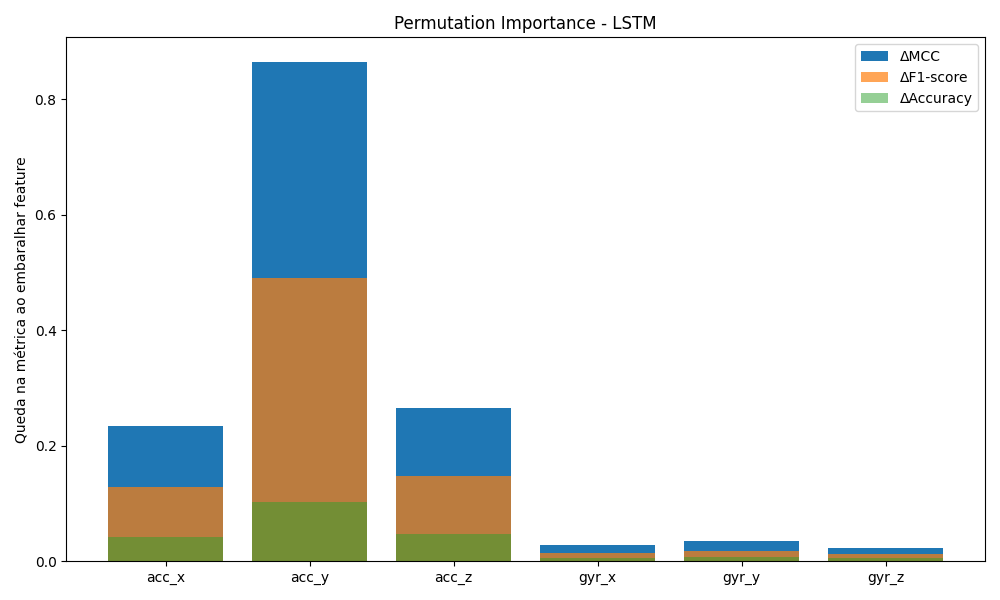 Permutation Importance - LSTM
ΔMCC
ΔF1-score
ΔAccuracy
Queda na métrica ao embaralhar feature
0.8
0.6
0.4
0.2
0.0
acc_x
acc_y
acc_z
gyr_x
gyr_y
gyr_z